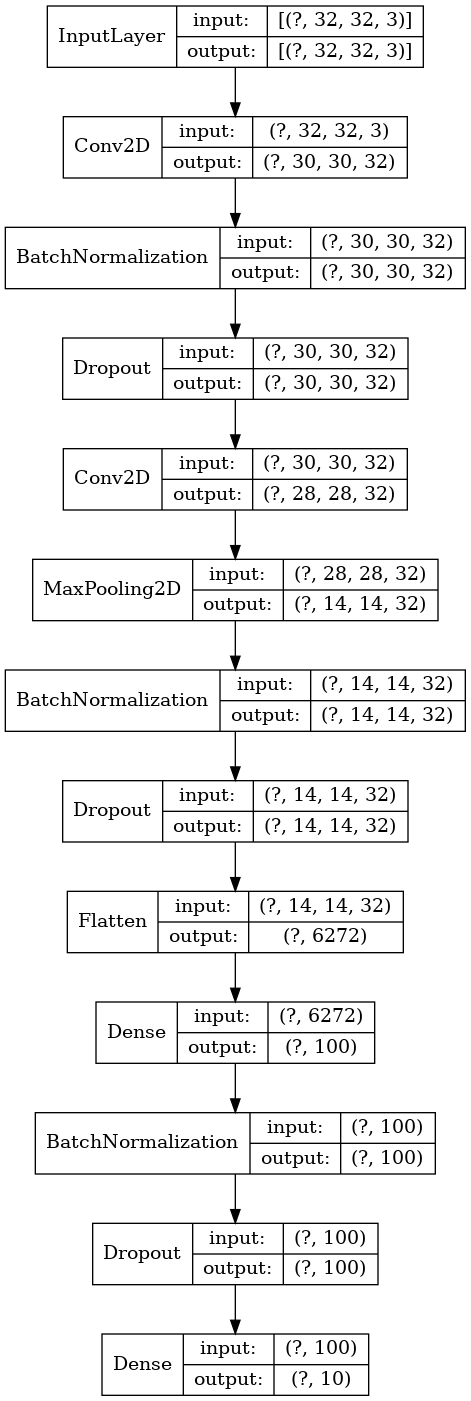 InputLayer input: [(?, 32, 32, 3)]
output: [(?, 32, 32, 3)]
Conv2D input: (?, 32, 32, 3)
output: (?, 30, 30, 32)
BatchNormalization input: (?, 30, 30, 32)
output: (?, 30, 30, 32)
Dropout input: (?, 30, 30, 32)
output: (?, 30, 30, 32)
Conv2D input: (?, 30, 30, 32)
output: (?, 28, 28, 32)
MaxPooling2D input: (?, 28, 28, 32)
output: (?, 14, 14, 32)
BatchNormalization input: (?, 14, 14, 32)
output: (?, 14, 14, 32)
Dropout input: (?, 14, 14, 32)
output: (?, 14, 14, 32)
Flatten input: (?, 14, 14, 32)
output: (?, 6272)
Dense input: (?, 6272)
output: (?, 100)
BatchNormalization input: (?, 100)
output: (?, 100)
Dropout input: (?, 100)
output: (?, 100)
Dense input: (?, 100)
output: (?, 10)